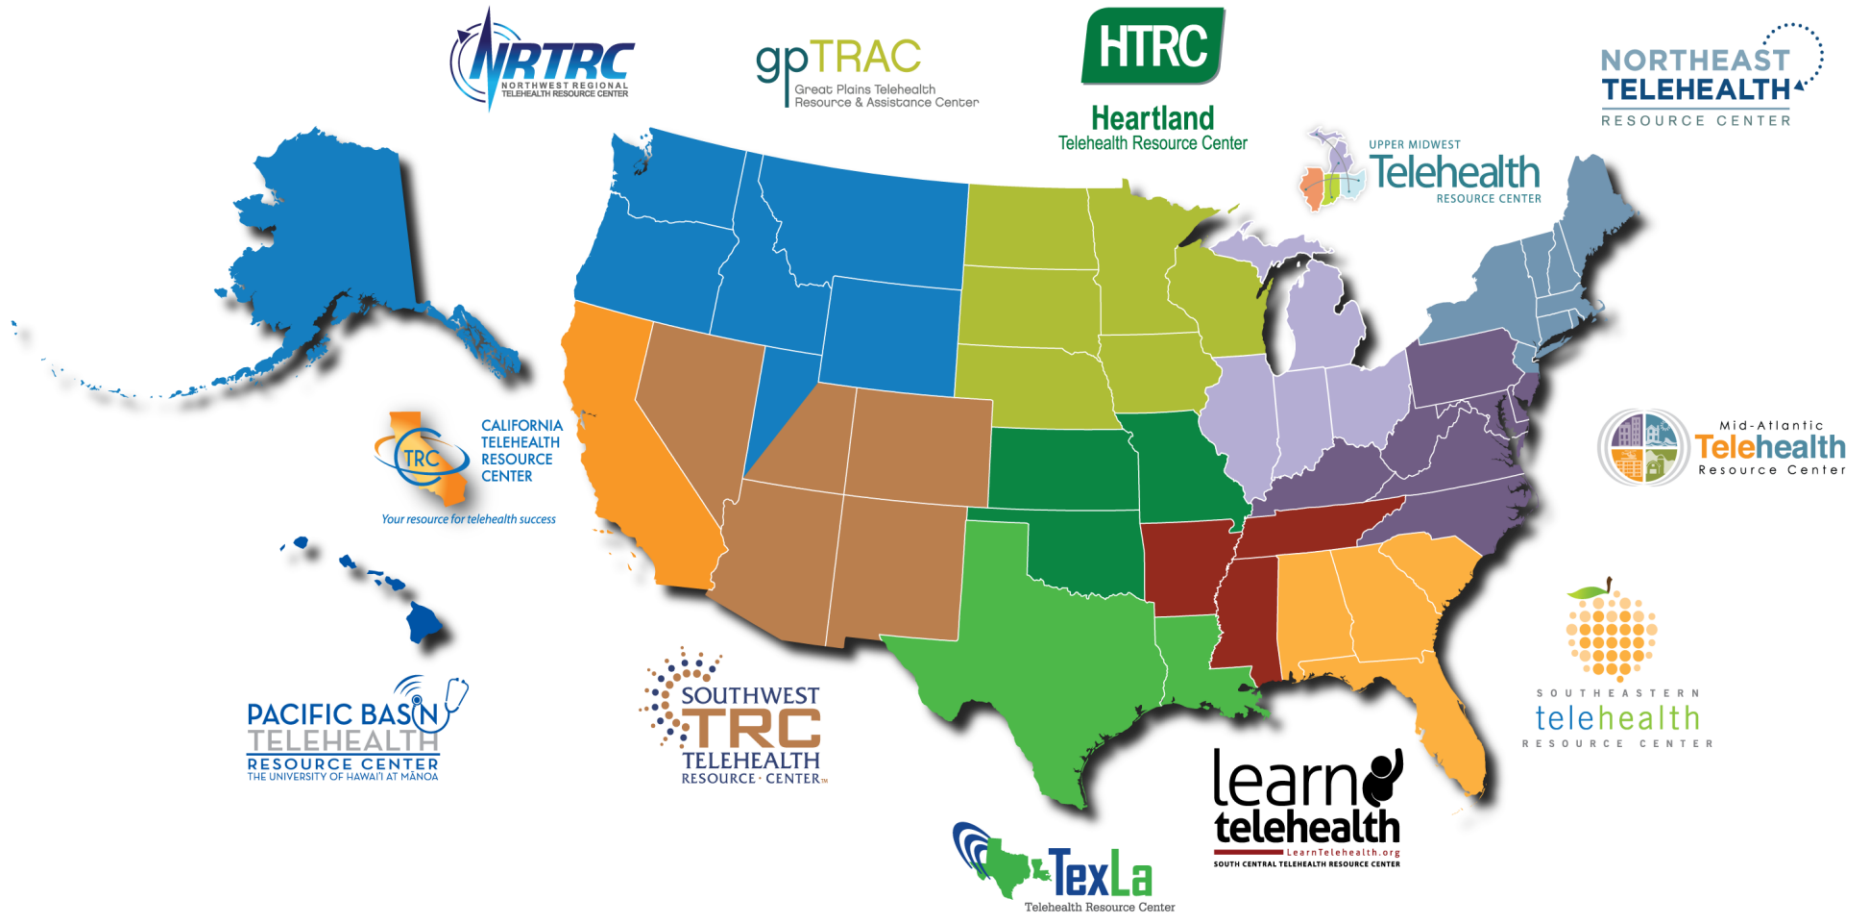 NRTRC
NORTHWEST REGIONAL
TELEHEALTH RESOURCE CENTER
gpTRAC
Great Plains Telehealth
Resource & Assistance Center
HTRC
Heartland
Telehealth Resource Center
UPPER MIDWEST
Telehealth
RESOURCE CENTER
NORTHEAST
TELEHEALTH
RESOURCE CENTER
TRC
CALIFORNIA
TELEHEALTH
RESOURCE
CENTER
Your resource for telehealth success
Mid-Atlantic
Telehealth
Resource Center
PACIFIC BASIN
TELEHEALTH
RESOURCE CENTER
THE UNIVERSITY OF HAWAI'I AT MĀNOA
SOUTHWEST
TRC
TELEHEALTH
RESOURCE · CENTER™
SOUTHEASTERN
telehealth
RESOURCE CENTER
learn
telehealth
LearnTelehealth.org
SOUTH CENTRAL TELEHEALTH RESOURCE CENTER
TexLa
Telehealth Resource Center